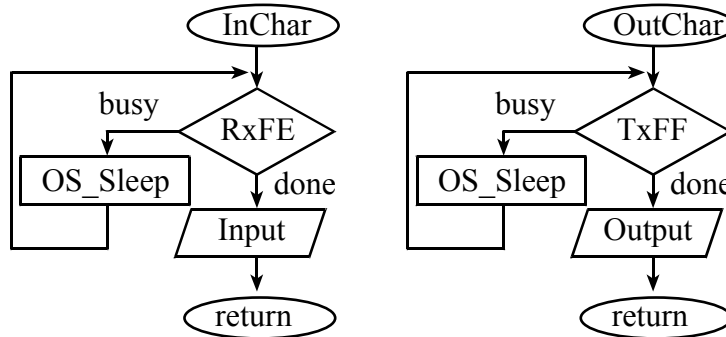 InChar
busy
RxFE
OS_Sleep
done
Input
return
OutChar
busy
TxFF
OS_Sleep
done
Output
return